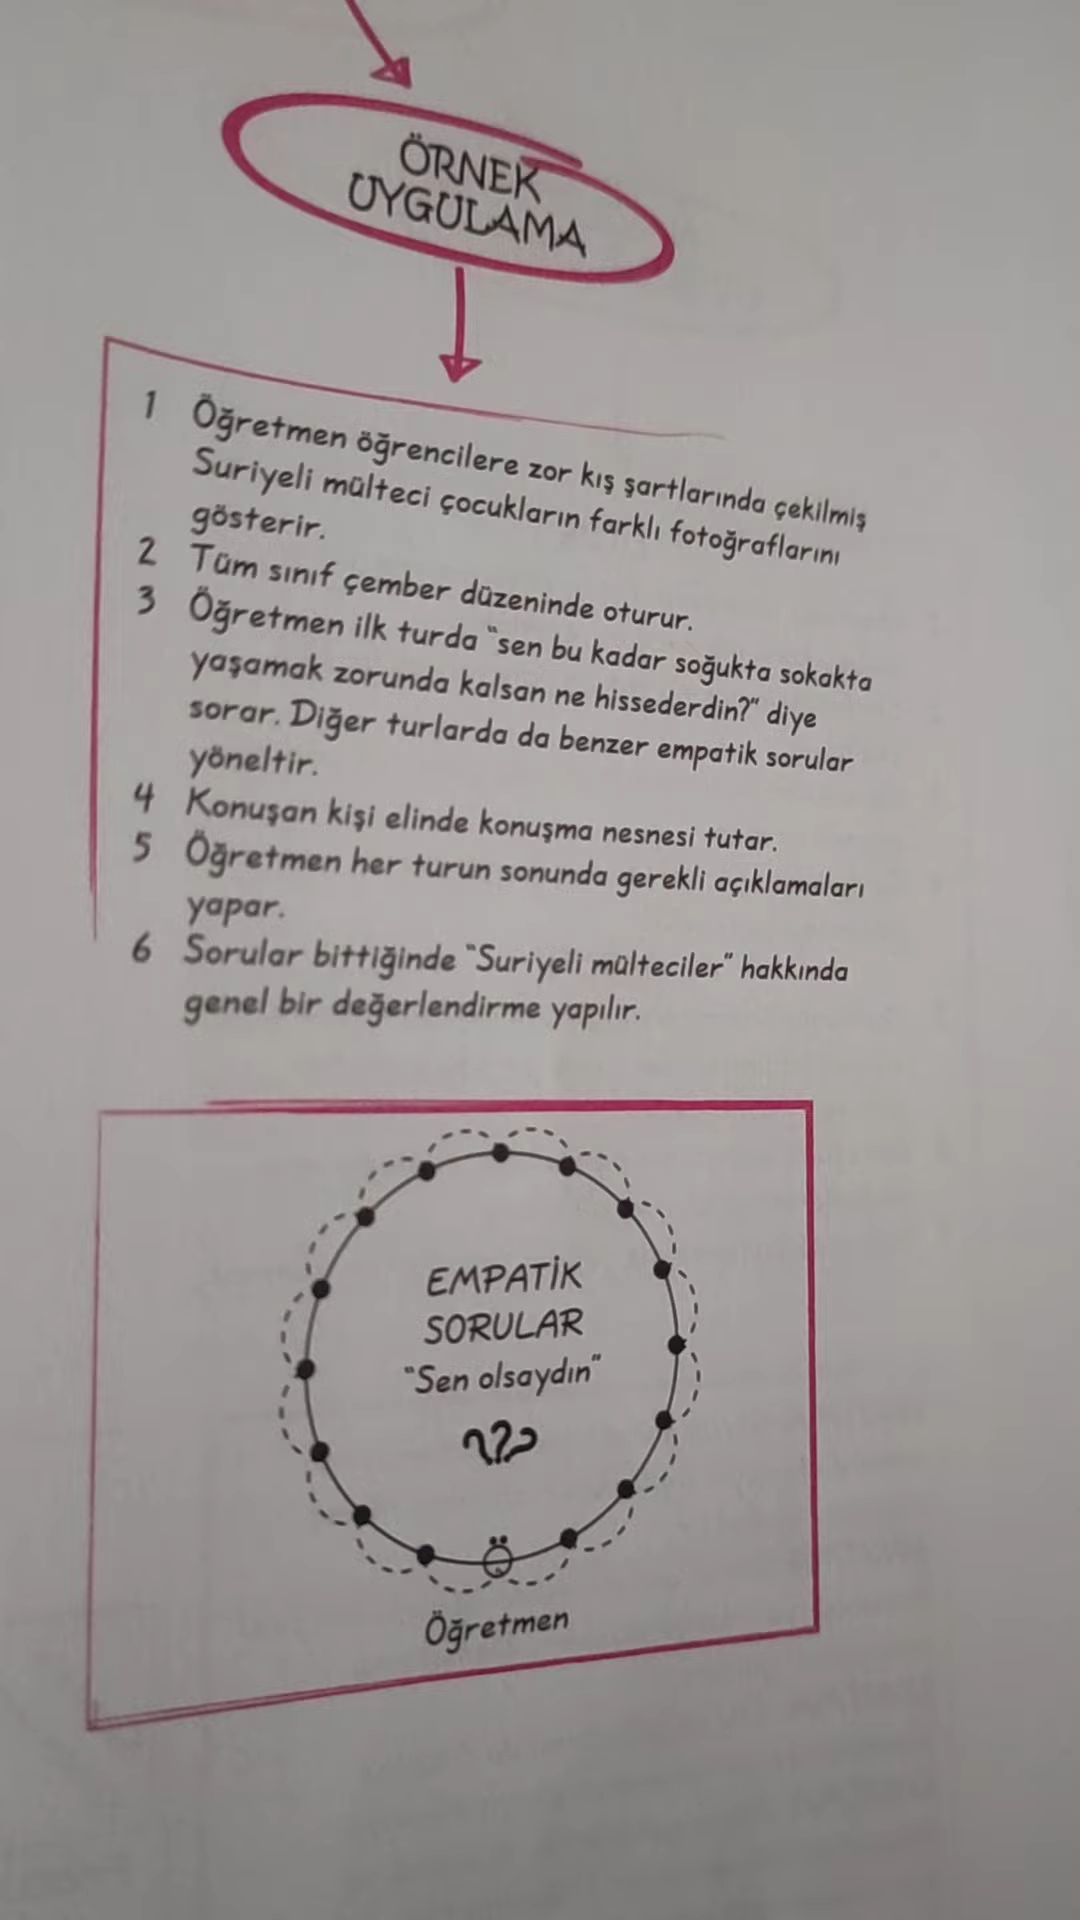 ÖRNEK
UYGULAMA
1 Öğretmen öğrencilere zor kış şartlarında çekilmiş
Suriyeli mülteci çocukların farklı fotoğraflarını
gösterir.
2 Tüm sınıf çember düzeninde oturur.
3 Öğretmen ilk turda “sen bu kadar soğukta sokakta
yaşamak zorunda kalsan ne hissederdin?” diye
sorar. Diğer turlarda da benzer empatik sorular
yöneltir.
4 Konuşan kişi elinde konuşma nesnesi tutar.
5 Öğretmen her turun sonunda gerekli açıklamaları
yapar.
6 Sorular bittiğinde “Suriyeli mülteciler” hakkında
genel bir değerlendirme yapılır.
EMPATİK
SORULAR
“Sen olsaydın”
???
Ö
Öğretmen